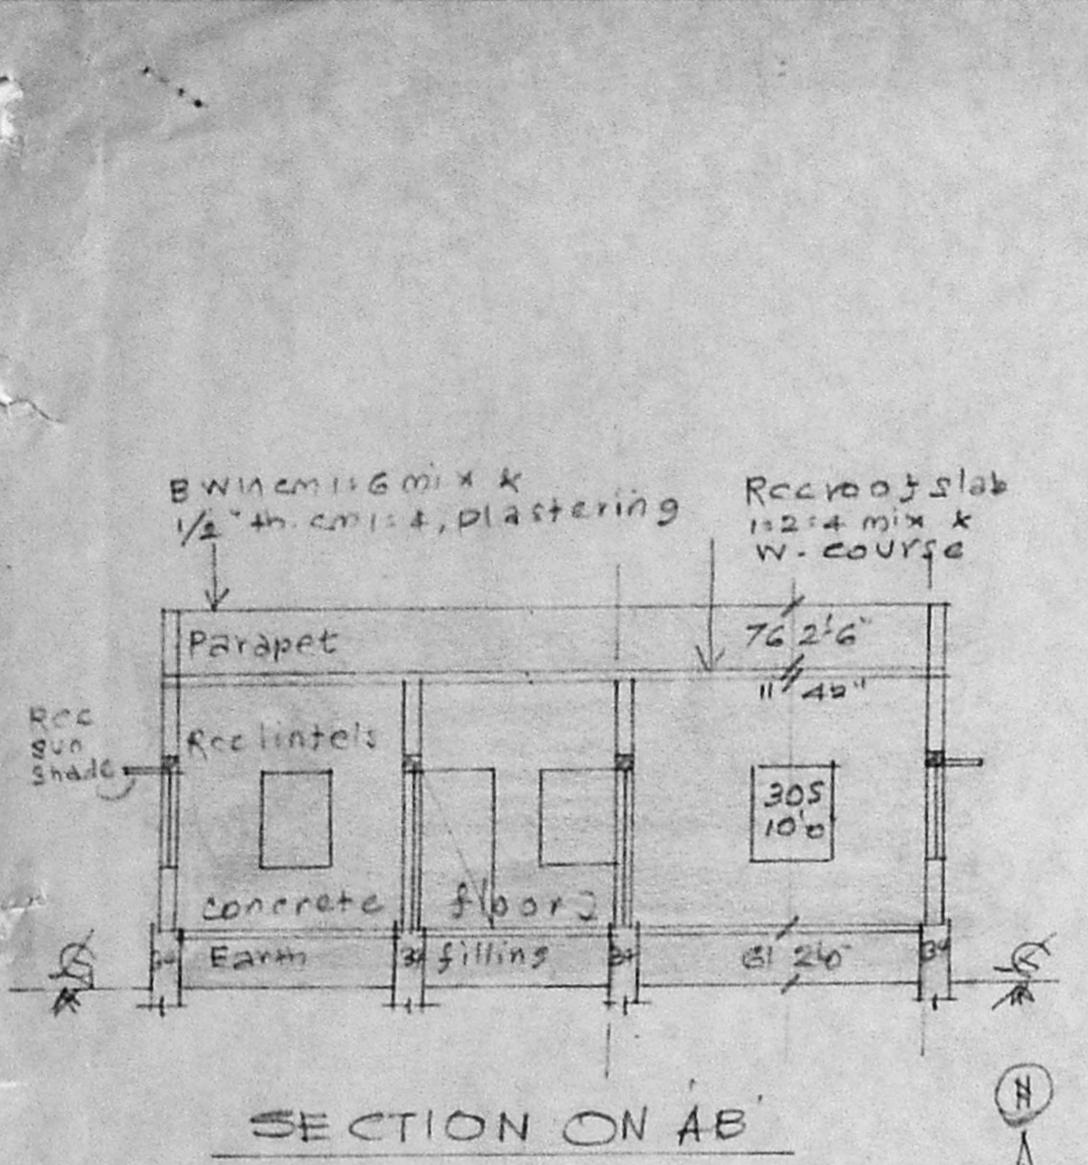 B W in cm 1:6 mix &
1/2" th. cm 1:4, plastering
Rcc roof slab
1:2:4 mix &
W. course
Parapet
76 2'6"
11 4½"
Rcc
sun
shade
Rcc lintels
305
10'0
concrete floor
Earth filling
61 2'0"
SECTION ON 'AB'
N